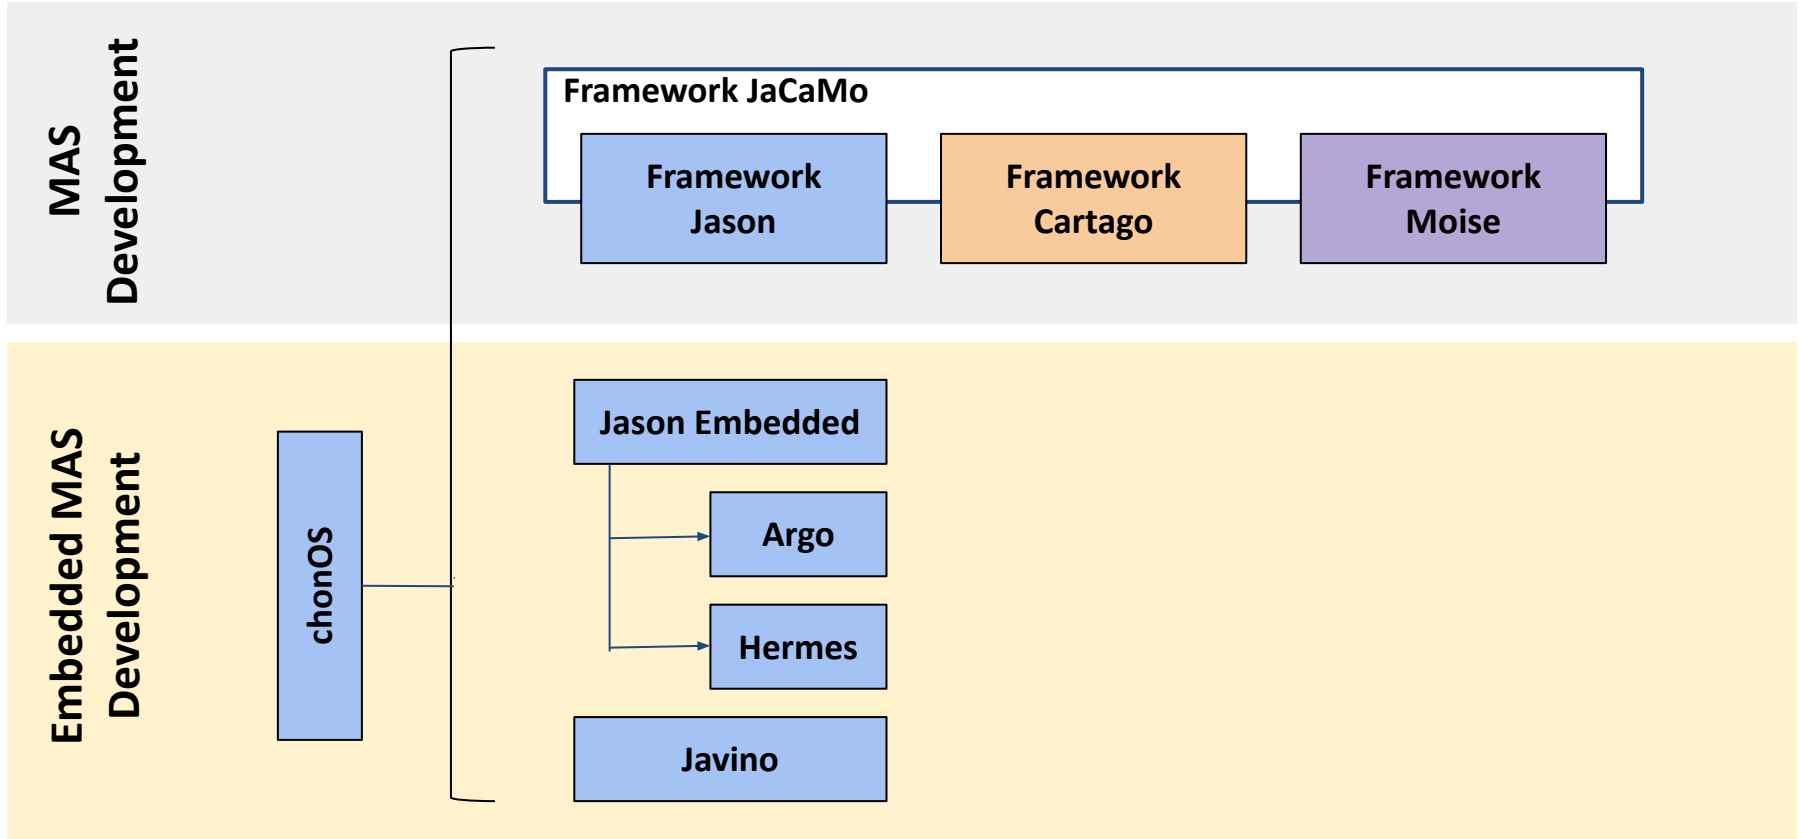 MAS
Development
Framework JaCaMo
Framework
Jason
Framework
Cartago
Framework
Moise
Embedded MAS
Development
chonOS
Jason Embedded
Argo
Hermes
Javino